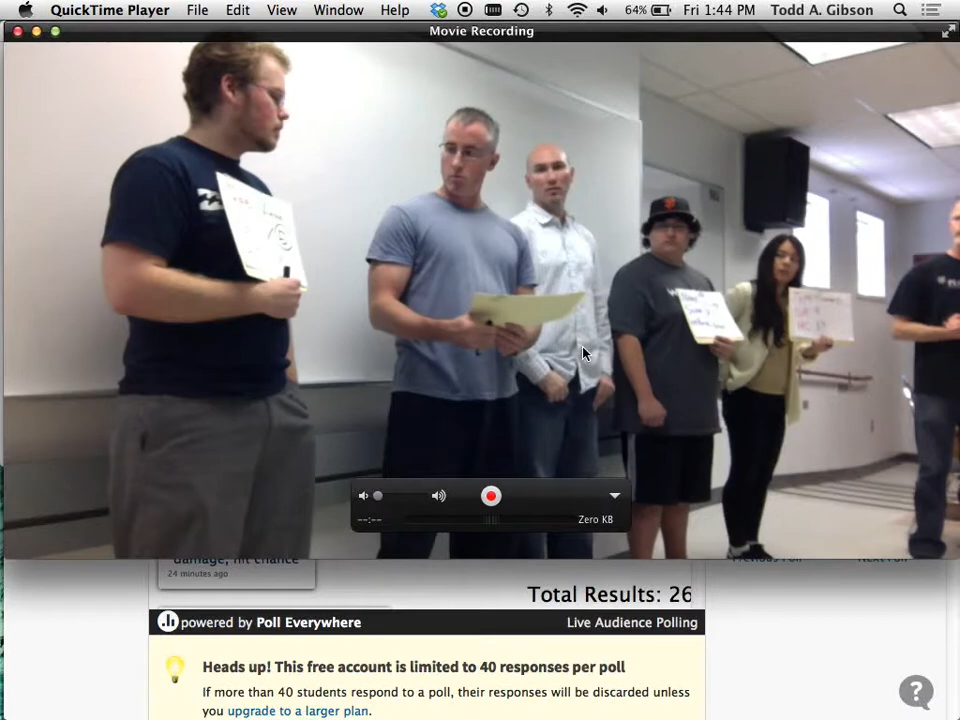 QuickTime Player File Edit View Window Help 64% Fri 1:44 PM Todd A. Gibson
Movie Recording
--:-- Zero KB
damage, hit chance
24 minutes ago
Total Results: 26
powered by Poll Everywhere Live Audience Polling
Heads up! This free account is limited to 40 responses per poll
If more than 40 students respond to a poll, their responses will be discarded unless
you upgrade to a larger plan.
?